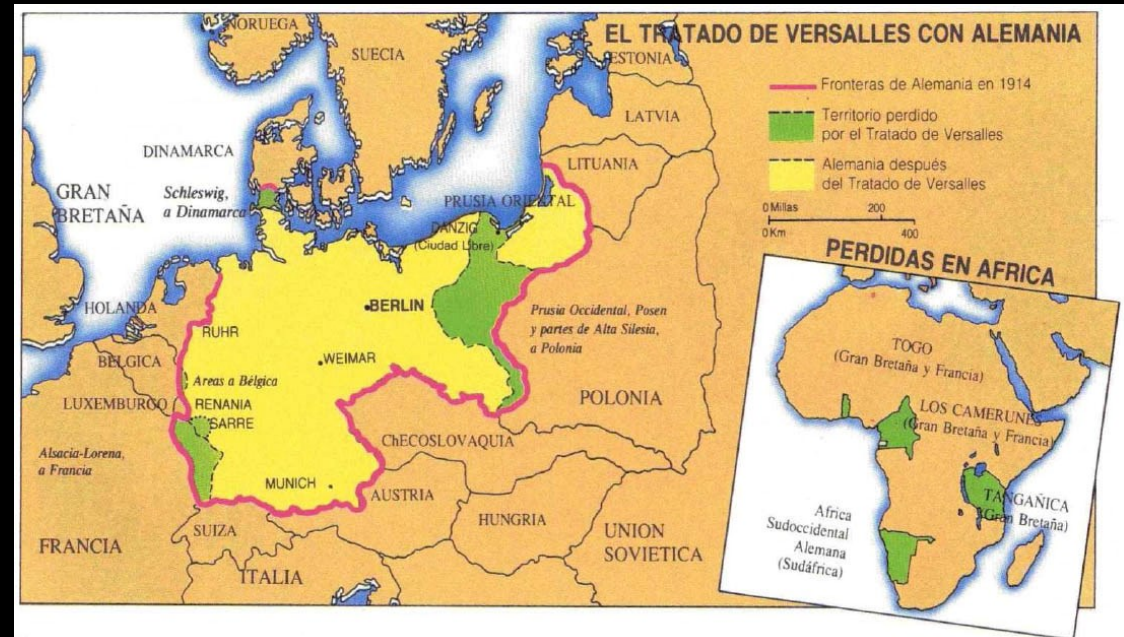 EL TRATADO DE VERSALLES CON ALEMANIA
Fronteras de Alemania en 1914
Territorio perdido
por el Tratado de Versalles
Alemania después
del Tratado de Versalles
0 Millas 200
0 Km 400
NORUEGA
SUECIA
ESTONIA
LATVIA
LITUANIA
DINAMARCA
GRAN
BRETAÑA
Schleswig,
a Dinamarca
PRUSIA ORIENTAL
DANZIG
(Ciudad Libre)
HOLANDA
BERLIN
RUHR
Prusia Occidental, Posen
y partes de Alta Silesia,
a Polonia
WEIMAR
BELGICA
Areas a Bélgica
LUXEMBURGO
RENANIA
SARRE
POLONIA
ChECOSLOVAQUIA
Alsacia-Lorena,
a Francia
MUNICH
AUSTRIA
HUNGRIA
SUIZA
UNION
SOVIETICA
FRANCIA
ITALIA
PERDIDAS EN AFRICA
TOGO
(Gran Bretaña y Francia)
LOS CAMERUNES
(Gran Bretaña y Francia)
TANGAÑICA
(Gran Bretaña)
Africa
Sudoccidental
Alemana
(Sudáfrica)